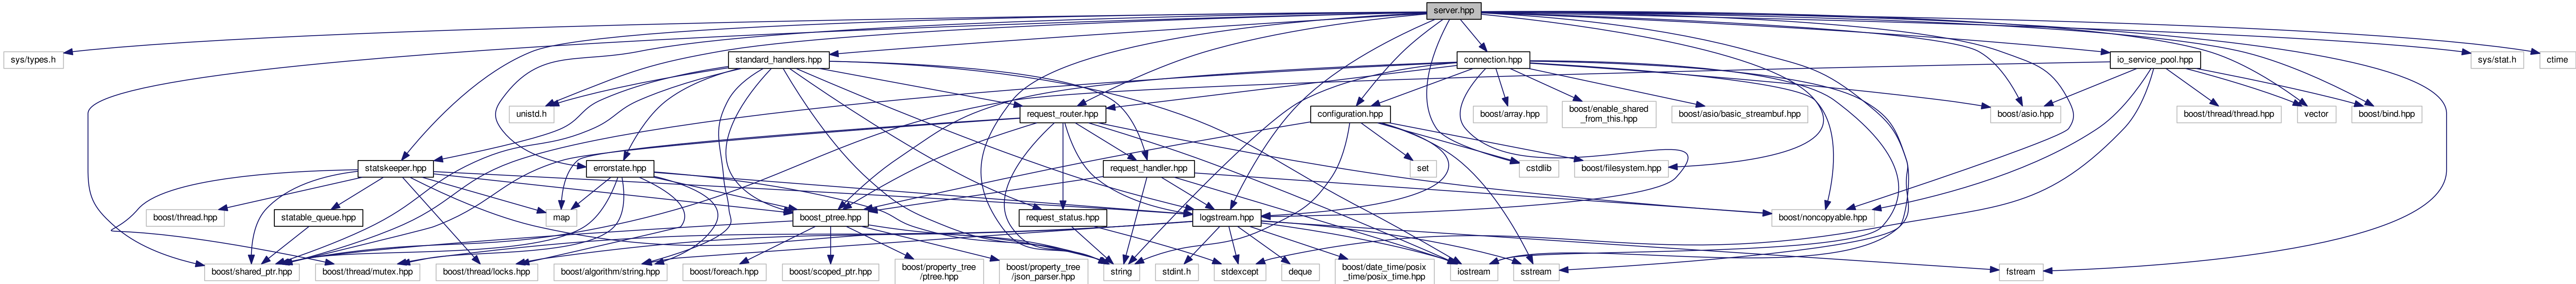 server.hpp
sys/types.h
standard_handlers.hpp
connection.hpp
io_service_pool.hpp
sys/stat.h
ctime
unistd.h
request_router.hpp
configuration.hpp
boost/array.hpp
boost/enable_shared
_from_this.hpp
boost/asio/basic_streambuf.hpp
boost/asio.hpp
boost/thread/thread.hpp
vector
boost/bind.hpp
statskeeper.hpp
errorstate.hpp
request_handler.hpp
set
cstdlib
boost/filesystem.hpp
boost/thread.hpp
statable_queue.hpp
map
boost_ptree.hpp
request_status.hpp
logstream.hpp
boost/noncopyable.hpp
boost/shared_ptr.hpp
boost/thread/mutex.hpp
boost/thread/locks.hpp
boost/algorithm/string.hpp
boost/foreach.hpp
boost/scoped_ptr.hpp
boost/property_tree
/ptree.hpp
boost/property_tree
/json_parser.hpp
string
stdint.h
stdexcept
deque
boost/date_time/posix
_time/posix_time.hpp
iostream
sstream
fstream